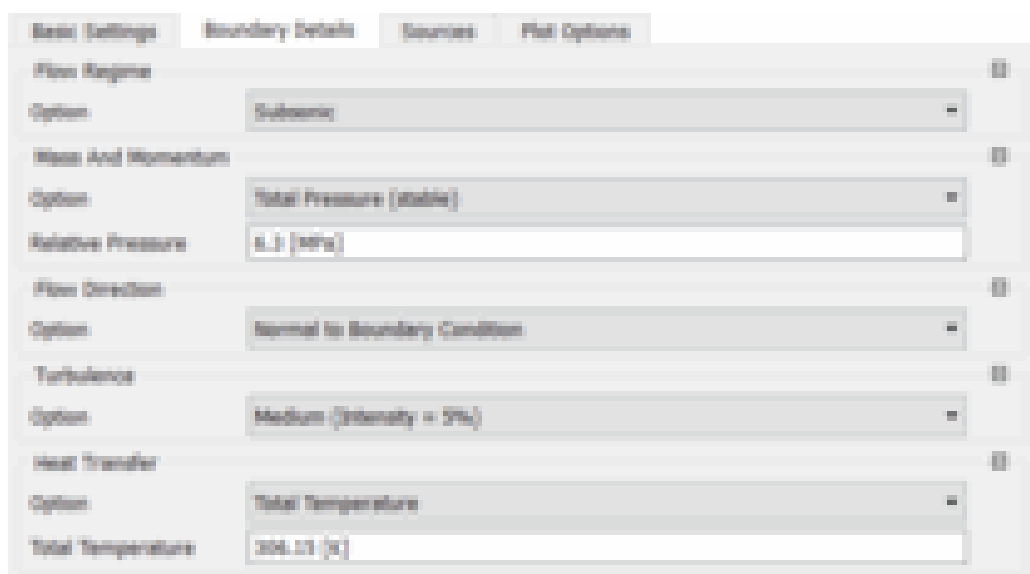 Basic Settings Boundary Details Sources Plot Options
Flow Regime
Option Subsonic
Mass And Momentum
Option Total Pressure (stable)
Relative Pressure [MPa]
Flow Direction
Option Normal to Boundary Condition
Turbulence
Option Medium (Intensity = 5%)
Heat Transfer
Option Total Temperature
Total Temperature [K]